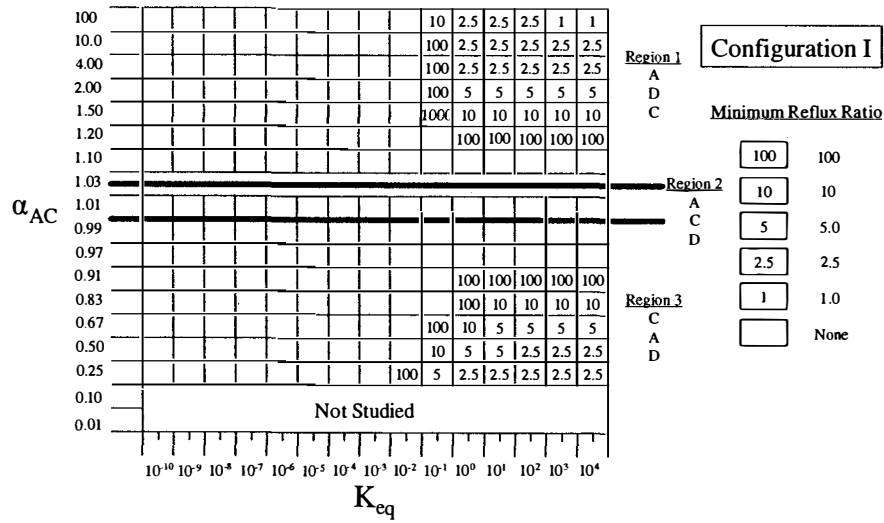 Configuration I
100 10 2.5 2.5 2.5 1 1
10.0 100 2.5 2.5 2.5 2.5 2.5
4.00 100 2.5 2.5 2.5 2.5 2.5
2.00 100 5 5 5 5 5
1.50 1000 10 10 10 10 10
1.20 100 100 100 100 100
1.10
1.03
1.01
0.99
0.97
0.91 100 100 100 100 100
0.83 100 10 10 10 10
0.67 100 10 5 5 5 5
0.50 10 5 5 2.5 2.5 2.5
0.25 100 5 2.5 2.5 2.5 2.5 2.5
0.10
0.01
Not Studied
αAC
10-10 10-9 10-8 10-7 10-6 10-5 10-4 10-3 10-2 10-1 100 101 102 103 104
Keq
Region 1
A
D
C
Region 2
A
C
D
Region 3
C
A
D
Minimum Reflux Ratio
100 100
10 10
5 5.0
2.5 2.5
1 1.0
None